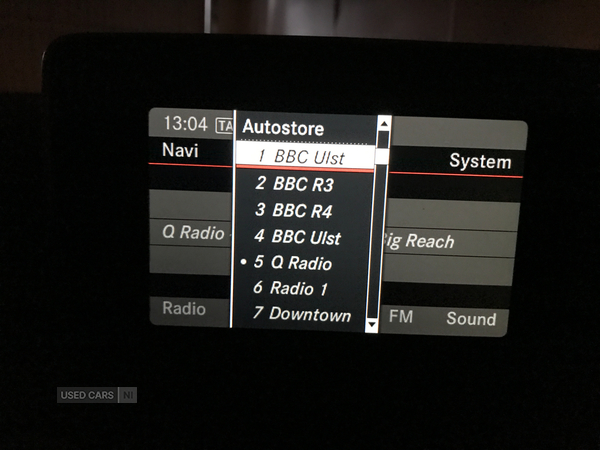 13:04 TA
Autostore
Navi
System
1 BBC Ulst
2 BBC R3
3 BBC R4
4 BBC Ulst
Q Radio
Big Reach
• 5 Q Radio
6 Radio 1
7 Downtown
Radio
FM
Sound
USED CARS NI